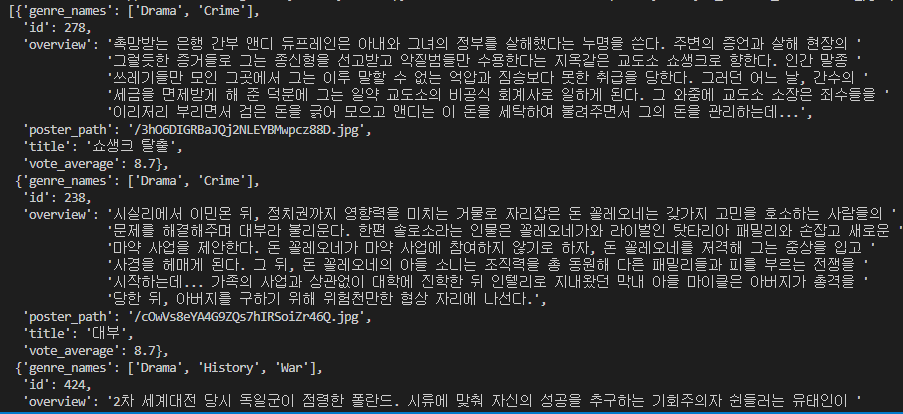 [{'genre_names': ['Drama', 'Crime'],
'id': 278,
'overview': '촉망받는 은행 간부 앤디 듀프레인은 아내와 그녀의 정부를 살해했다는 누명을 쓴다. 주변의 증언과 살해 현장의 '
'그럴듯한 증거들로 그는 종신형을 선고받고 악질범들만 수용한다는 지옥같은 교도소 쇼생크로 향한다. 인간 말종 '
'쓰레기들만 모인 그곳에서 그는 이루 말할 수 없는 억압과 짐승보다 못한 취급을 당한다. 그러던 어느 날, 간수의 '
'세금을 면제받게 해 준 덕분에 그는 일약 교도소의 비공식 회계사로 일하게 된다. 그 와중에 교도소 소장은 죄수들을 '
'이리저리 부리면서 검은 돈을 긁어 모으고 앤디는 이 돈을 세탁하여 불려주면서 그의 돈을 관리하는데...',
'poster_path': '/3hO6DIGRBaJQj2NLEYBMwpcz88D.jpg',
'title': '쇼생크 탈출',
'vote_average': 8.7},
{'genre_names': ['Drama', 'Crime'],
'id': 238,
'overview': '시실리에서 이민온 뒤, 정치권까지 영향력을 미치는 거물로 자리잡은 돈 꼴레오네는 갖가지 고민을 호소하는 사람들의 '
'문제를 해결해주며 대부라 불리운다. 한편 솔로소라는 인물은 꼴레오네가와 라이벌인 탓타리아 패밀리와 손잡고 새로운 '
'마약 사업을 제안한다. 돈 꼴레오네가 마약 사업에 참여하지 않기로 하자, 돈 꼴레오네를 저격해 그는 중상을 입고 '
'사경을 헤매게 된다. 그 뒤, 돈 꼴레오네의 아들 소니는 조직력을 총 동원해 다른 패밀리들과 피를 부르는 전쟁을 '
'시작하는데... 가족의 사업과 상관없이 대학에 진학한 뒤 인텔리로 지내왔던 막내 아들 마이클은 아버지가 총격을 '
'당한 뒤, 아버지를 구하기 위해 위험천만한 협상 자리에 나선다.',
'poster_path': '/cOwVs8eYA4G9ZQs7hIRSoiZr46Q.jpg',
'title': '대부',
'vote_average': 8.7},
{'genre_names': ['Drama', 'History', 'War'],
'id': 424,
'overview': '2차 세계대전 당시 독일군이 점령한 폴란드. 시류에 맞춰 자신의 성공을 추구하는 기회주의자 쉰들러는 유태인이 '